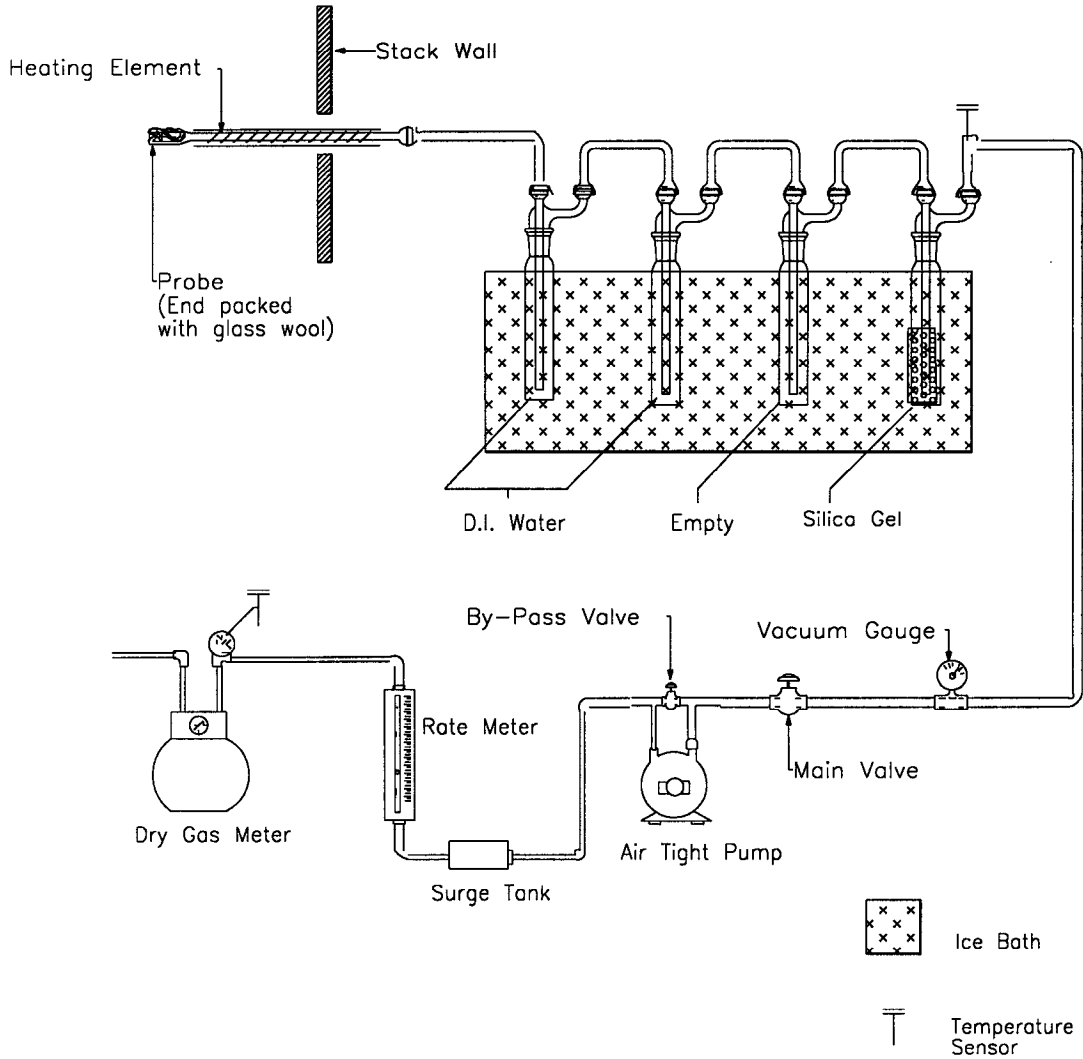 Stack Wall
Heating Element
Probe
(End packed
with glass wool)
D.I. Water
Empty
Silica Gel
By-Pass Valve
Vacuum Gauge
Rate Meter
Main Valve
Dry Gas Meter
Air Tight Pump
Surge Tank
Ice Bath
Temperature
Sensor